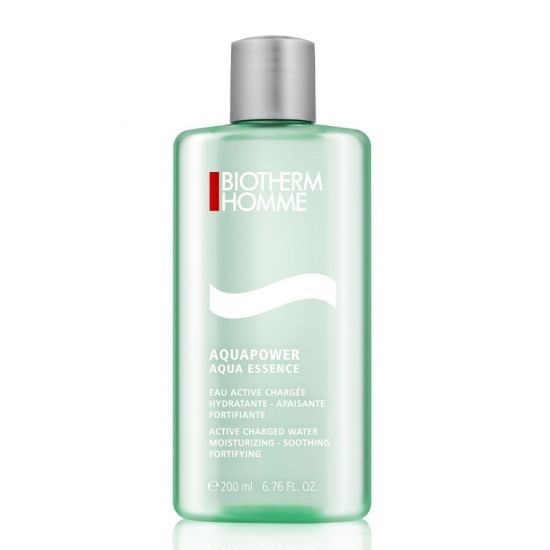 BIOTHERM
HOMME
AQUAPOWER
AQUA ESSENCE
EAU ACTIVE CHARGÉE
HYDRATANTE - APAISANTE
FORTIFIANTE
ACTIVE CHARGED WATER
MOISTURIZING - SOOTHING
FORTIFYING
℮200 ml 6.76 FL. OZ.